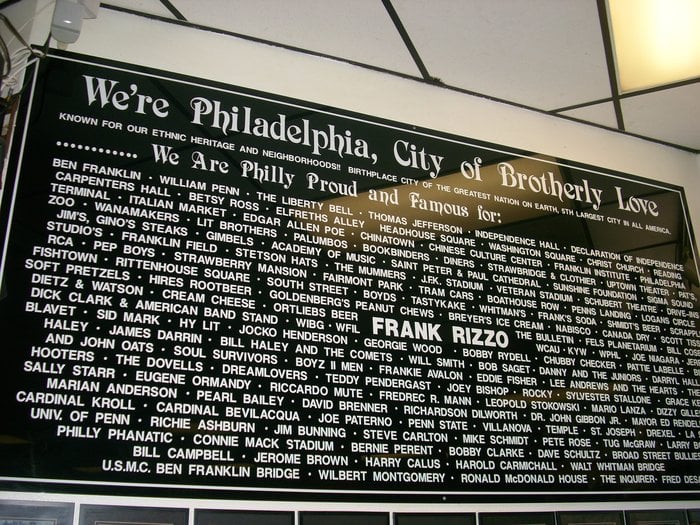 We're Philadelphia, City of Brotherly Love
KNOWN FOR OUR ETHNIC HERITAGE AND NEIGHBORHOODS!! BIRTHPLACE CITY OF THE GREATEST NATION ON EARTH, 5TH LARGEST CITY IN ALL AMERICA.
............ We Are Philly Proud and Famous for:
BEN FRANKLIN · WILLIAM PENN · THE LIBERTY BELL · THOMAS JEFFERSON · INDEPENDENCE HALL · DECLARATION OF INDEPENDENCE
CARPENTERS HALL · BETSY ROSS · ELFRETHS ALLEY · HEADHOUSE SQUARE · WASHINGTON SQUARE · CHRIST CHURCH · READING
TERMINAL · ITALIAN MARKET · EDGAR ALLEN POE · CHINATOWN · CHINESE CULTURE CENTER · FRANKLIN INSTITUTE · PHILADELPHIA
ZOO · WANAMAKERS · LIT BROTHERS · PALUMBOS · BOOKBINDERS · DINERS · STRAWBRIDGE & CLOTHIER · UPTOWN THEATER · PAT'S
JIM'S, GINO'S STEAKS · GIMBELS · ACADEMY OF MUSIC · SAINT PETER & PAUL CATHEDRAL · SUNSHINE FOUNDATION · SIGMA SOUND
STUDIO'S · FRANKLIN FIELD · STETSON HATS · THE MUMMERS · J.F.K. STADIUM · VETERAN STADIUM · SCHUBERT THEATER · DRIVE-INS
RCA · PEP BOYS · STRAWBERRY MANSION · FAIRMONT PARK · TRAM CARS · BOATHOUSE ROW · PENNS LANDING · LOGANS CIRCLE
FISHTOWN · RITTENHOUSE SQUARE · SOUTH STREET · BOYDS · TASTYKAKE · WHITMAN'S · FRANK'S SODA · SHMIDT'S BEER · SCRAPPLE
SOFT PRETZELS · HIRES ROOTBEER · GOLDENBERG'S PEANUT CHEWS · BREYER'S ICE CREAM · NABISCO · CANADA DRY · SCOTT TISSUE
DIETZ & WATSON · CREAM CHEESE · ORTLIEBS BEER FRANK RIZZO THE BULLETIN · FELS PLANETARIUM · BILL
DICK CLARK & AMERICAN BAND STAND · WIBG · WFIL WCAU · KYW · WPHL · JOE NIAGARA
BLAVET · SID MARK · HY LIT · JOCKO HENDERSON · GEORGIE WOOD · BOBBY RYDELL · CHUBBY CHECKER · PATTIE LABELLE
HALEY · JAMES DARRIN · BILL HALEY AND THE COMETS · WILL SMITH · BOB SAGET · DANNY AND THE JUNIORS · DARRYL HALL
AND JOHN OATS · SOUL SURVIVORS · BOYZ II MEN · FRANKIE AVALON · EDDIE FISHER · LEE ANDREWS AND THE HEARTS · THE
HOOTERS · THE DOVELLS · DREAMLOVERS · TEDDY PENDERGAST · JOEY BISHOP · ROCKY · SYLVESTER STALLONE · GRACE
SALLY STARR · EUGENE ORMANDY · RICCARDO MUTE · FREDREC R. MANN · LEOPOLD STOKOWSKI · MARIO LANZA · DIZZY
MARIAN ANDERSON · PEARL BAILEY · DAVID BRENNER · RICHARDSON DILWORTH · DR. JOHN GIBBON JR. · MAYOR ED RENDELL
CARDINAL KROLL · CARDINAL BEVILACQUA · JOE PATERNO · PENN STATE · VILLANOVA · TEMPLE · ST. JOSEPH · DREXEL
UNIV. OF PENN · RICHIE ASHBURN · JIM BUNNING · STEVE CARLTON · MIKE SCHMIDT · PETE ROSE · TUG McGRAW · LARRY
PHILLY PHANATIC · CONNIE MACK STADIUM · BERNIE PERENT · BOBBY CLARKE · DAVE SCHULTZ · BROAD STREET BULLIES
BILL CAMPBELL · JEROME BROWN · HARRY CALUS · HAROLD CARMICHALL · WALT WHITMAN BRIDGE
U.S.M.C. BEN FRANKLIN BRIDGE · WILBERT MONTGOMERY · RONALD McDONALD HOUSE · THE INQUIRER · FRED